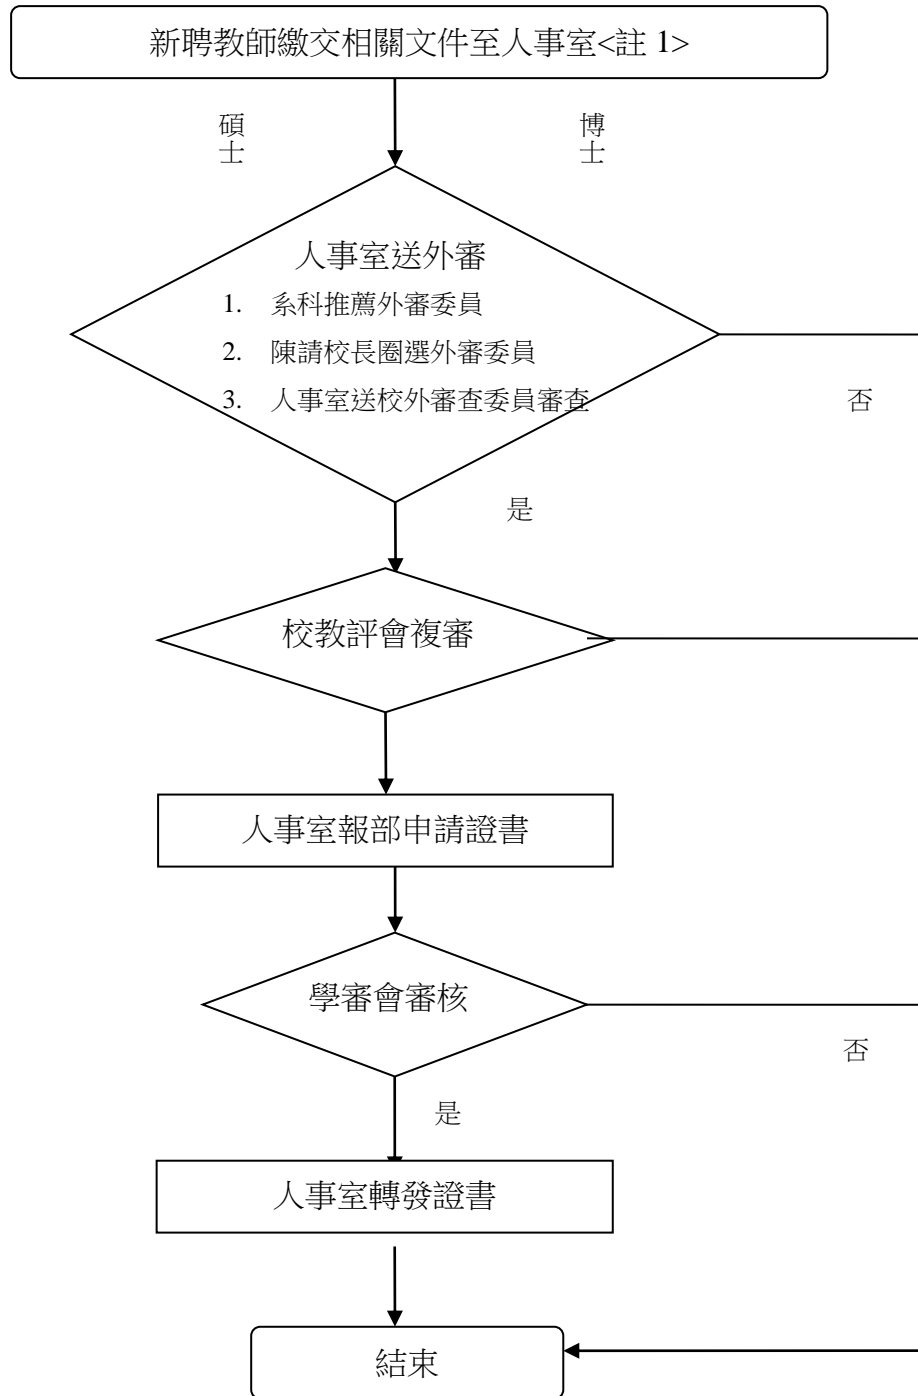 新聘教師繳交相關文件至人事室<註 1>
碩士
博士
人事室送外審
1. 系科推薦外審委員
2. 陳請校長圈選外審委員
3. 人事室送校外審查委員審查
否
是
校教評會複審
人事室報部申請證書
學審會審核
否
是
人事室轉發證書
結束